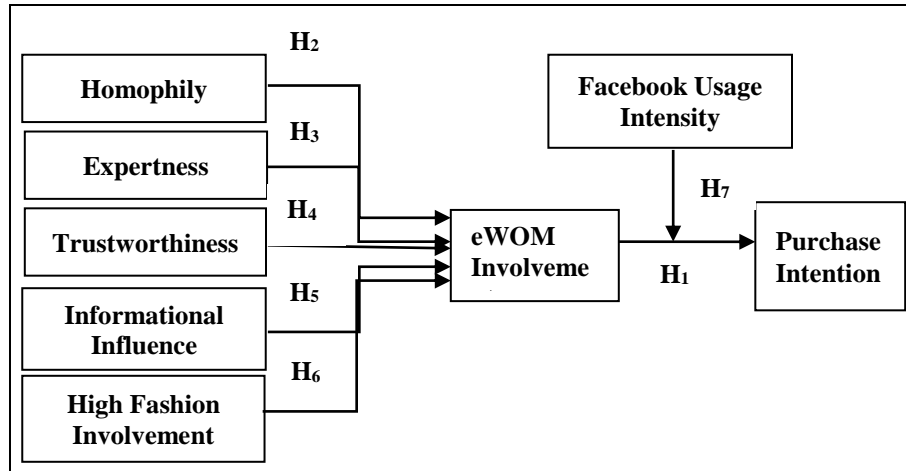 H2
Homophily
Facebook Usage
Intensity
H3
Expertness
H4
H7
Trustworthiness
eWOM
Involveme
Purchase
Intention
H1
H5
Informational
Influence
H6
High Fashion
Involvement